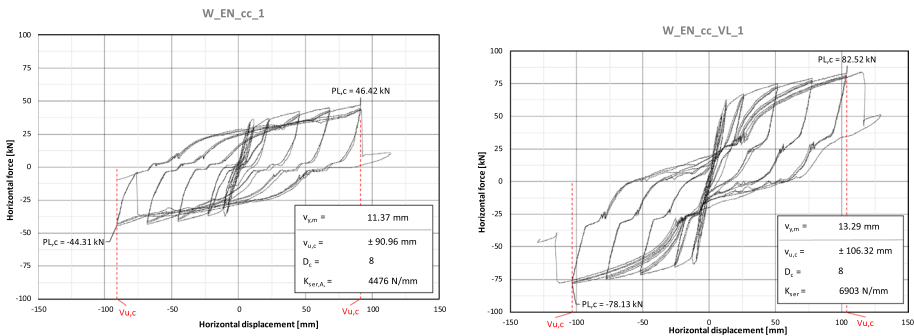 W_EN_cc_1
100
75
50
25
0
-25
-50
-75
-100
-150
-100
-50
0
50
100
150
Horizontal force [kN]
Horizontal displacement [mm]
PL,c = 46.42 kN
PL,c = -44.31 kN
Vu,c
Vu,c
vy,m = 11.37 mm
vu,c = ± 90.96 mm
Dc = 8
Kser,A, = 4476 N/mm
W_EN_cc_VL_1
100
75
50
25
0
-25
-50
-75
-100
-150
-100
-50
0
50
100
150
Horizontal force [kN]
Horizontal displacement [mm]
PL,c = 82.52 kN
PL,c = -78.13 kN
Vu,c
Vu,c
vy,m = 13.29 mm
vu,c = ± 106.32 mm
Dc = 8
Kser, = 6903 N/mm